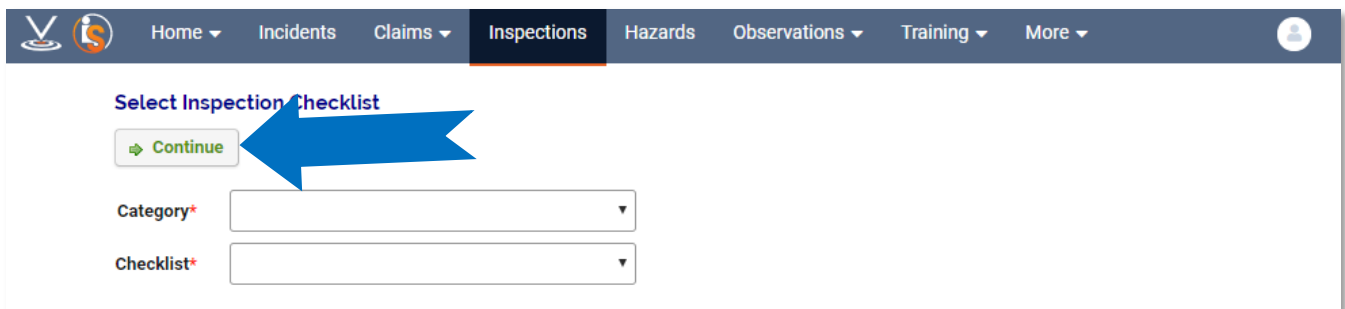 Home Incidents Claims Inspections Hazards Observations Training More
Select Inspection Checklist
Continue
Category*
Checklist*